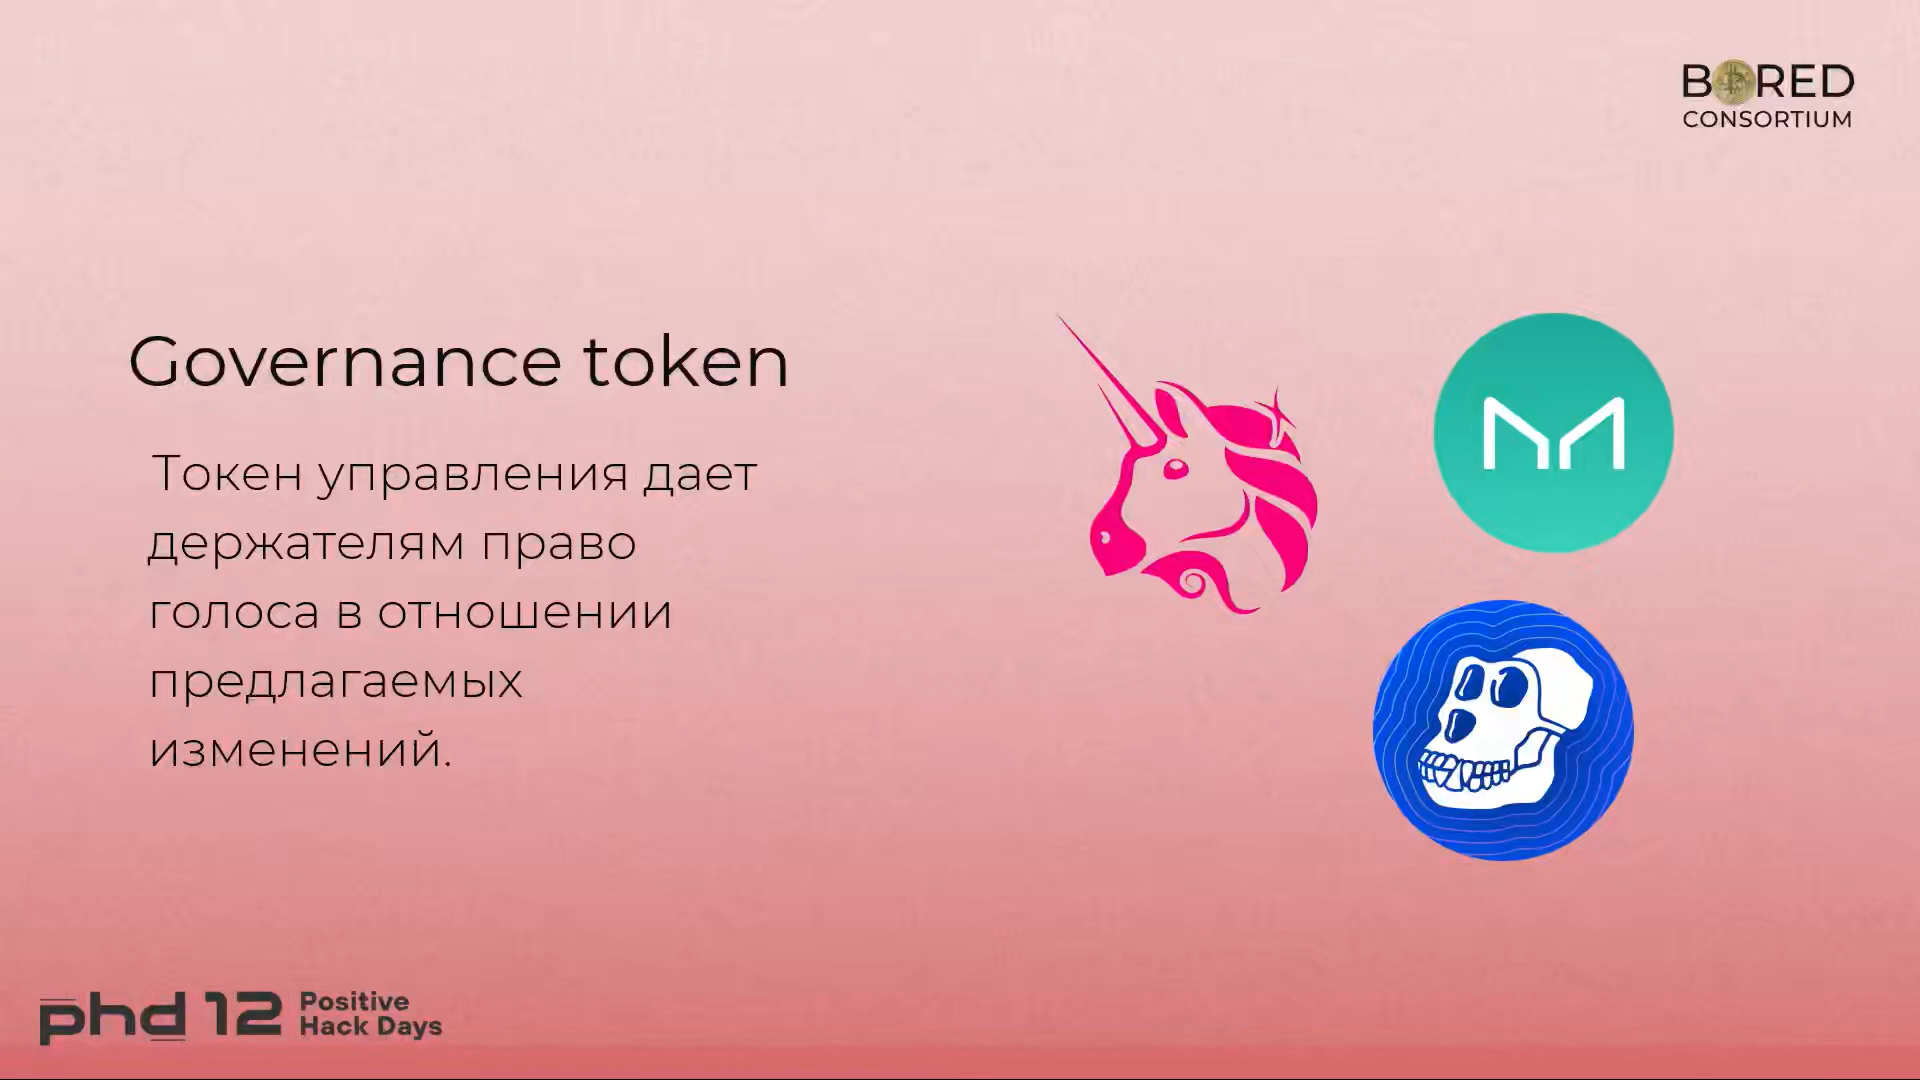 BORED
CONSORTIUM
Governance token
Токен управления дает
держателям право
голоса в отношении
предлагаемых
изменений.
phd 12 Positive
Hack Days